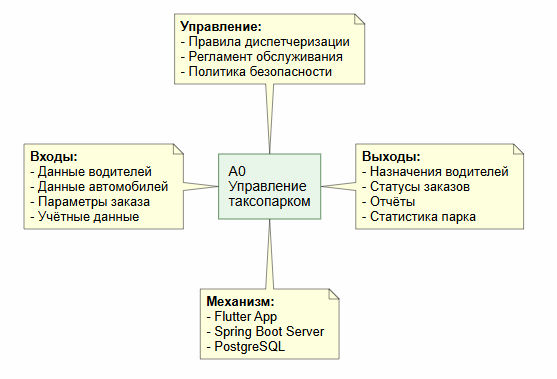 Управление:
- Правила диспетчеризации
- Регламент обслуживания
- Политика безопасности
Входы:
- Данные водителей
- Данные автомобилей
- Параметры заказа
- Учётные данные
A0
Управление
таксопарком
Выходы:
- Назначения водителей
- Статусы заказов
- Отчёты
- Статистика парка
Механизм:
- Flutter App
- Spring Boot Server
- PostgreSQL